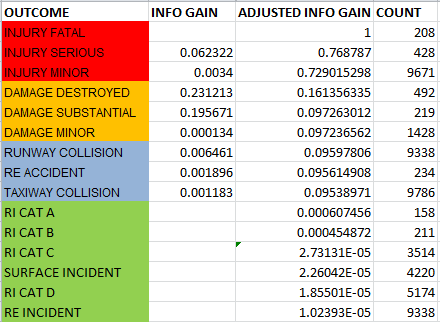 OUTCOME INFO GAIN ADJUSTED INFO GAIN COUNT
INJURY FATAL 1 208
INJURY SERIOUS 0.062322 0.768787 428
INJURY MINOR 0.0034 0.729015298 9671
DAMAGE DESTROYED 0.231213 0.161356335 492
DAMAGE SUBSTANTIAL 0.195671 0.097263012 219
DAMAGE MINOR 0.000134 0.097236562 1428
RUNWAY COLLISION 0.006461 0.09597806 9338
RE ACCIDENT 0.001896 0.095614908 234
TAXIWAY COLLISION 0.001183 0.09538971 9786
RI CAT A 0.000607456 158
RI CAT B 0.000454872 211
RI CAT C 2.73131E-05 3514
SURFACE INCIDENT 2.26042E-05 4220
RI CAT D 1.85501E-05 5174
RE INCIDENT 1.02393E-05 9338